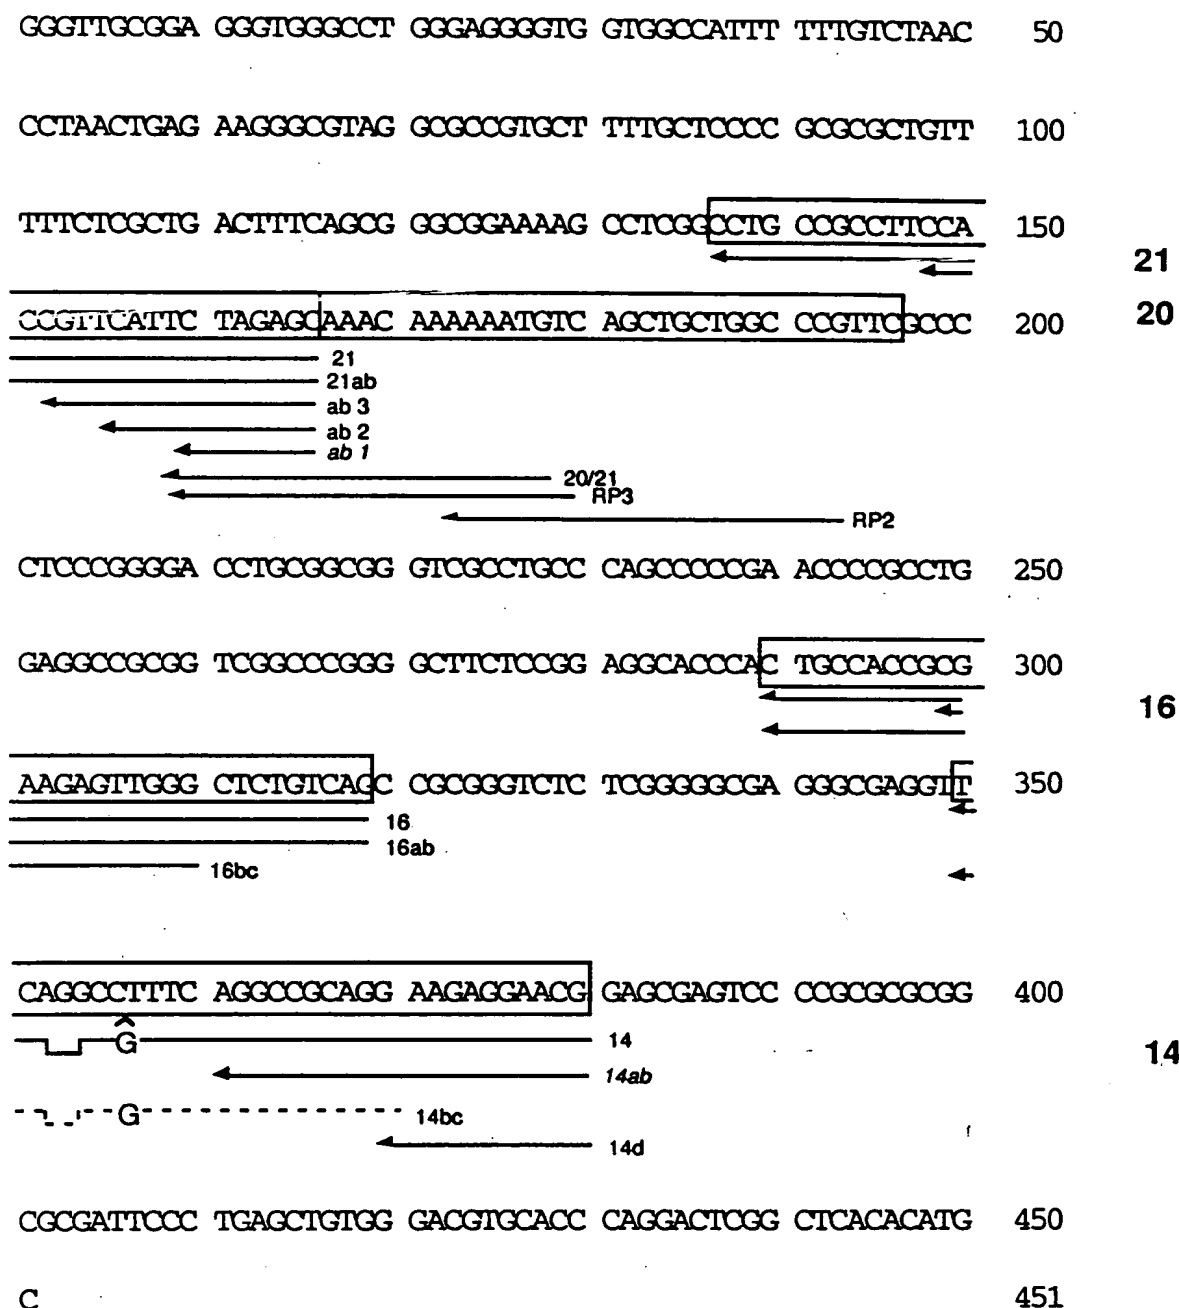 GGGTTGCGGA GGGTGGGCCT GGGAGGGGTG GTGGCCATTT TTTGTCTAAC 50
CCTAACTGAG AAGGGCGTAG GCGCCGTGCT TTTGCTCCCC GCGCGCTGTT 100
TTTCTCGCTG ACTTTCAGCG GGCGGAAAAG CCTCGGCCTG CCGCCTTCCA 150
21
CCGTTCATTC TAGAGCAAAC AAAAAATGTC AGCTGCTGGC CCGTTCGCCC 200
20
21
21ab
ab 3
ab 2
ab 1
20/21
RP3
RP2
CTCCCGGGGA CCTGCGGCGG GTCGCCTGCC CAGCCCCCGA ACCCCGCCTG 250
GAGGCCGCGG TCGGCCCGGG GCTTCTCCGG AGGCACCCAC TGCCACCGCG 300
16
AAGAGTTGGG CTCTGTCAGC CGCGGGTCTC TCGGGGGCGA GGGCGAGGTT 350
16
16ab
16bc
CAGGCCTTTC AGGCCGCAGG AAGAGGAACG GAGCGAGTCC CCGCGCGCGG 400
G 14
14
14ab
G 14bc
14d
CGCGATTCCC TGAGCTGTGG GACGTGCACC CAGGACTCGG CTCACACATG 450
C 451